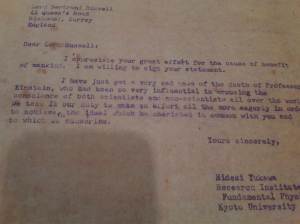 Lord Bertrand Russell
41 Queen's Road
Richmond, Surrey
England
Dear Lord Russell:
I appreciate your great effort for the cause of benefit
of mankind. I am willing to sign your statement.
I have just got a very sad news of the death of Professor
Einstein, who had been so very influential in arousing the
conscience of both scientists and non-scientists all over the world.
We deem it our duty to make an effort all the more eagerly in order
to achieve the ideal which he cherished in common with you and
to which we
Yours sincerely,
Hideki Yukawa
Research Institute
Fundamental Phys
Kyoto University